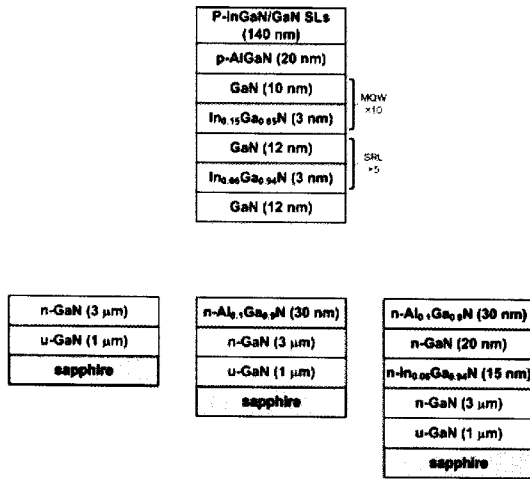 P-InGaN/GaN SLs
(140 nm)
p-AlGaN (20 nm)
GaN (10 nm)
In₀.₁₅Ga₀.₈₅N (3 nm)
MQW
×10
GaN (12 nm)
In₀.₀₆Ga₀.₉₄N (3 nm)
SRL
×5
GaN (12 nm)
n-GaN (3 μm)
u-GaN (1 μm)
sapphire
n-Al₀.₁Ga₀.₉N (30 nm)
n-GaN (3 μm)
u-GaN (1 μm)
sapphire
n-Al₀.₁Ga₀.₉N (30 nm)
n-GaN (20 nm)
n-In₀.₀₆Ga₀.₉₄N (15 nm)
n-GaN (3 μm)
u-GaN (1 μm)
sapphire